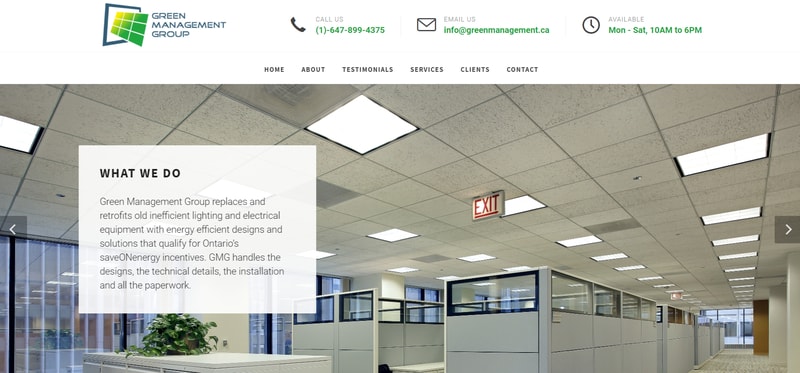 GREEN
MANAGEMENT
GROUP
CALL US
(1)-647-899-4375
EMAIL US
info@greenmanagement.ca
AVAILABLE
Mon - Sat, 10AM to 6PM
HOME ABOUT TESTIMONIALS SERVICES CLIENTS CONTACT
WHAT WE DO
Green Management Group replaces and
retrofits old inefficient lighting and electrical
equipment with energy efficient designs and
solutions that qualify for Ontario's
saveONenergy incentives. GMG handles the
designs, the technical details, the installation
and all the paperwork.
EXIT
EXIT